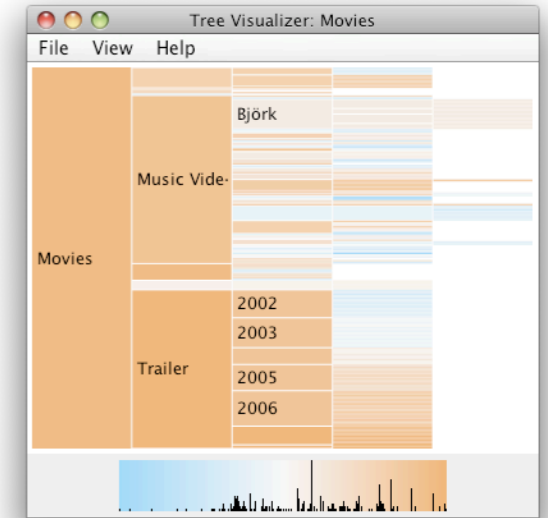 Tree Visualizer: Movies
File View Help
Movies
Music Vide·
Trailer
Björk
2002
2003
2005
2006